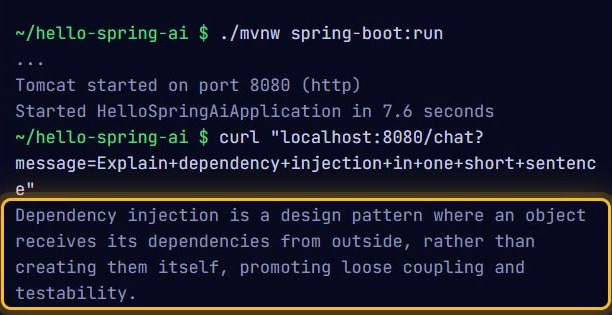 ~/hello-spring-ai $ ./mvnw spring-boot:run
...
Tomcat started on port 8080 (http)
Started HelloSpringAiApplication in 7.6 seconds
~/hello-spring-ai $ curl "localhost:8080/chat?
message=Explain+dependency+injection+in+one+short+sentenc
e"
Dependency injection is a design pattern where an object
receives its dependencies from outside, rather than
creating them itself, promoting loose coupling and
testability.